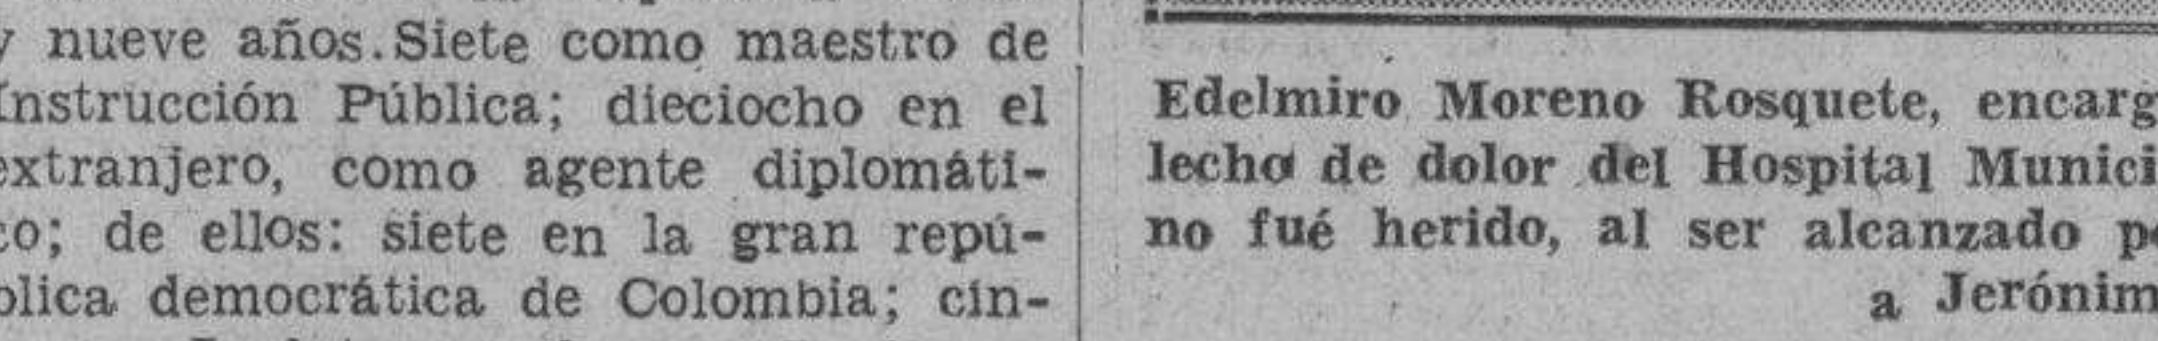 y nueve años. Siete como maestro de
Instrucción Pública; dieciocho en el
extranjero, como agente diplomáti-
co; de ellos: siete en la gran repú-
blica democrática de Colombia; cin-
Edelmiro Moreno Rosquete, encarg
lecho de dolor del Hospital Munici
no fué herido, al ser alcanzado po
a Jerónim